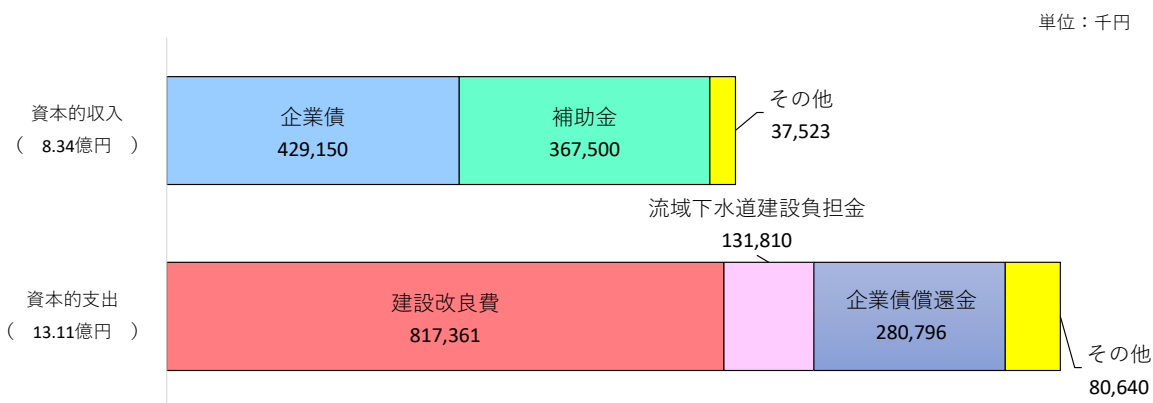 単位：千円
資本的収入
（　8.34億円　）
企業債
429,150
補助金
367,500
その他
37,523
流域下水道建設負担金
131,810
資本的支出
（　13.11億円　）
建設改良費
817,361
企業債償還金
280,796
その他
80,640